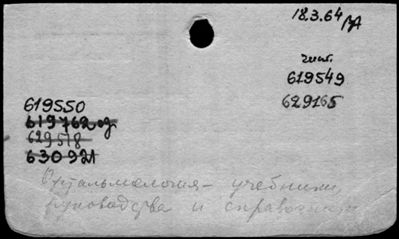 18.3.64
чит.
619549
629165
619550
619762
629518
630921
Офтальмология - учебники,
руководства и справочники